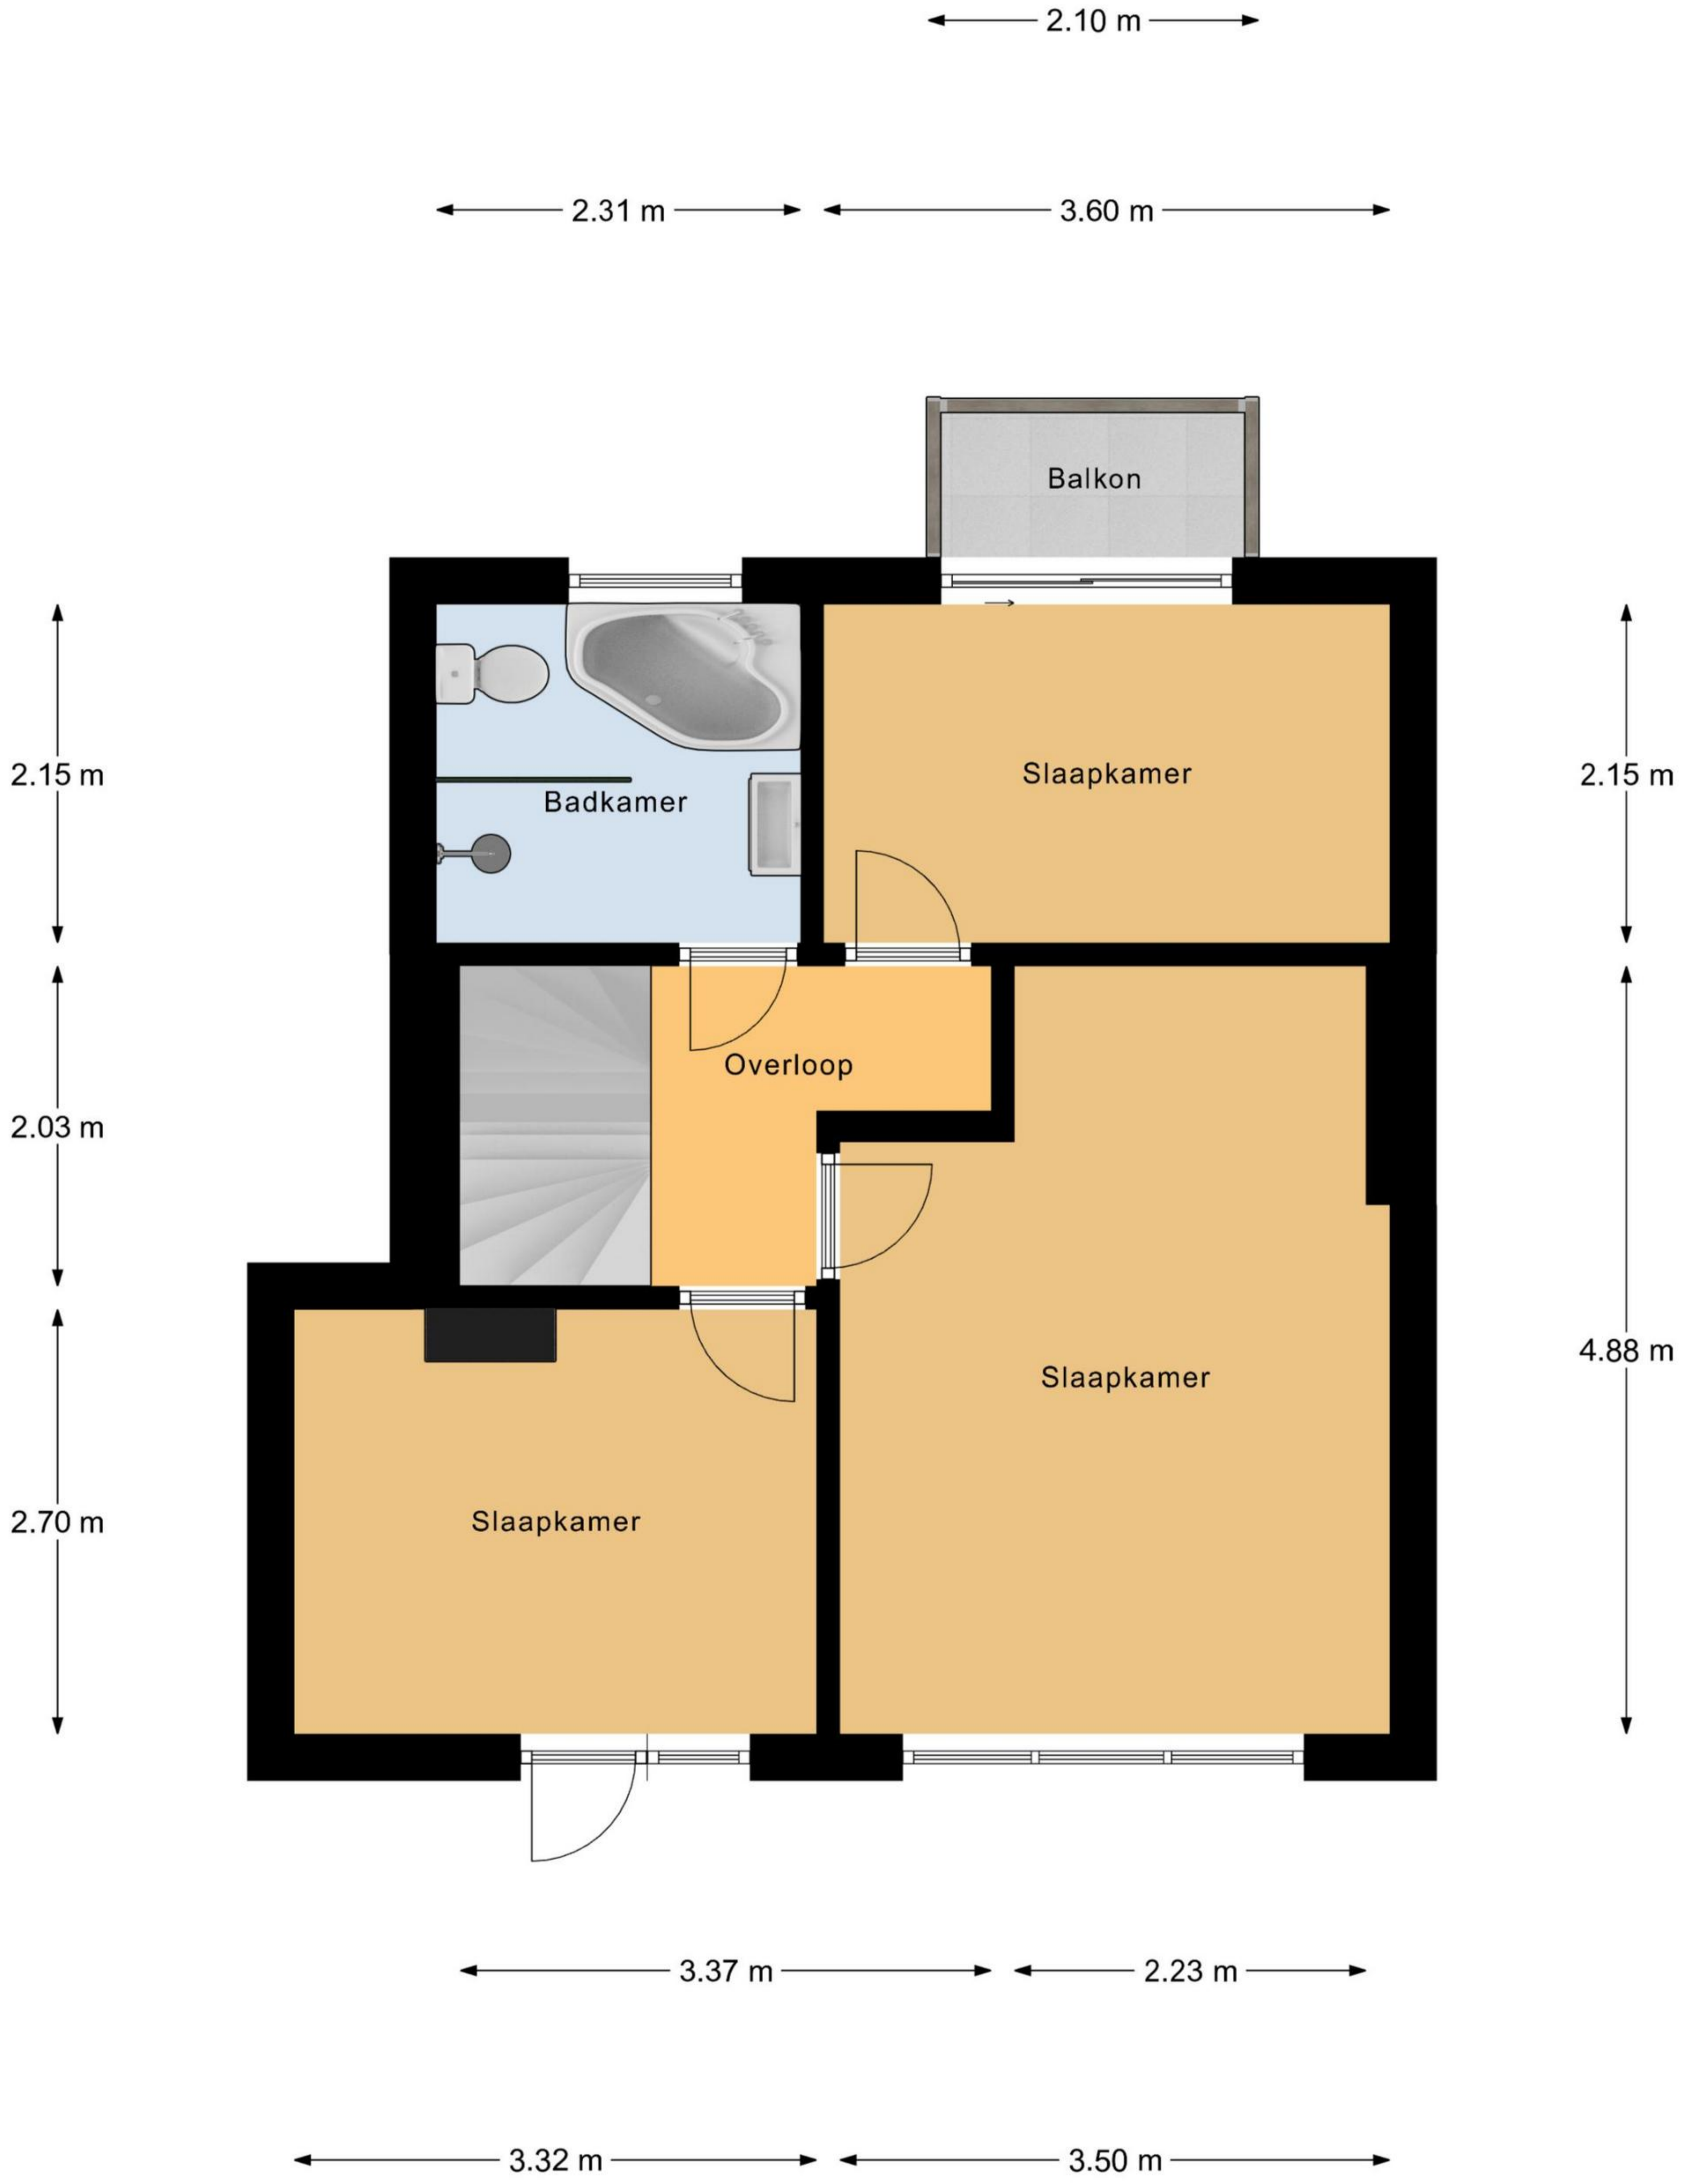 2.10 m
2.31 m
3.60 m
Balkon
2.15 m
Badkamer
Slaapkamer
2.15 m
2.03 m
Overloop
4.88 m
Slaapkamer
2.70 m
Slaapkamer
3.37 m
2.23 m
3.32 m
3.50 m